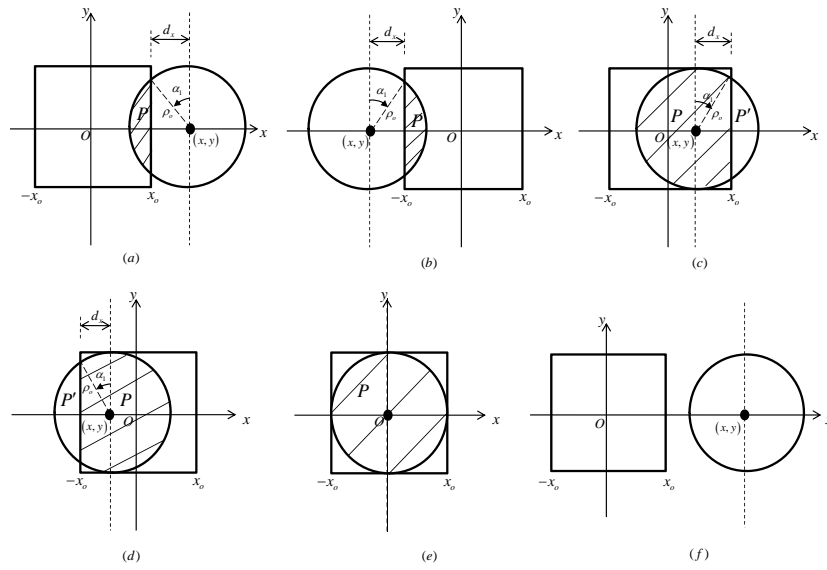 y
d_x
α_1
P
ρ_o
O
(x, y)
x
-x_o
x_o
(a)
y
d_x
α_1
P
ρ_o
(x, y)
O
x
-x_o
x_o
(b)
y
d_x
α_1
P
P'
ρ_o
O
(x, y)
x
-x_o
x_o
(c)
y
d_x
α_1
ρ_o
P'
P
O
(x, y)
x
-x_o
x_o
(d)
y
P
O
x
-x_o
x_o
(e)
y
O
(x, y)
x
-x_o
x_o
(f)